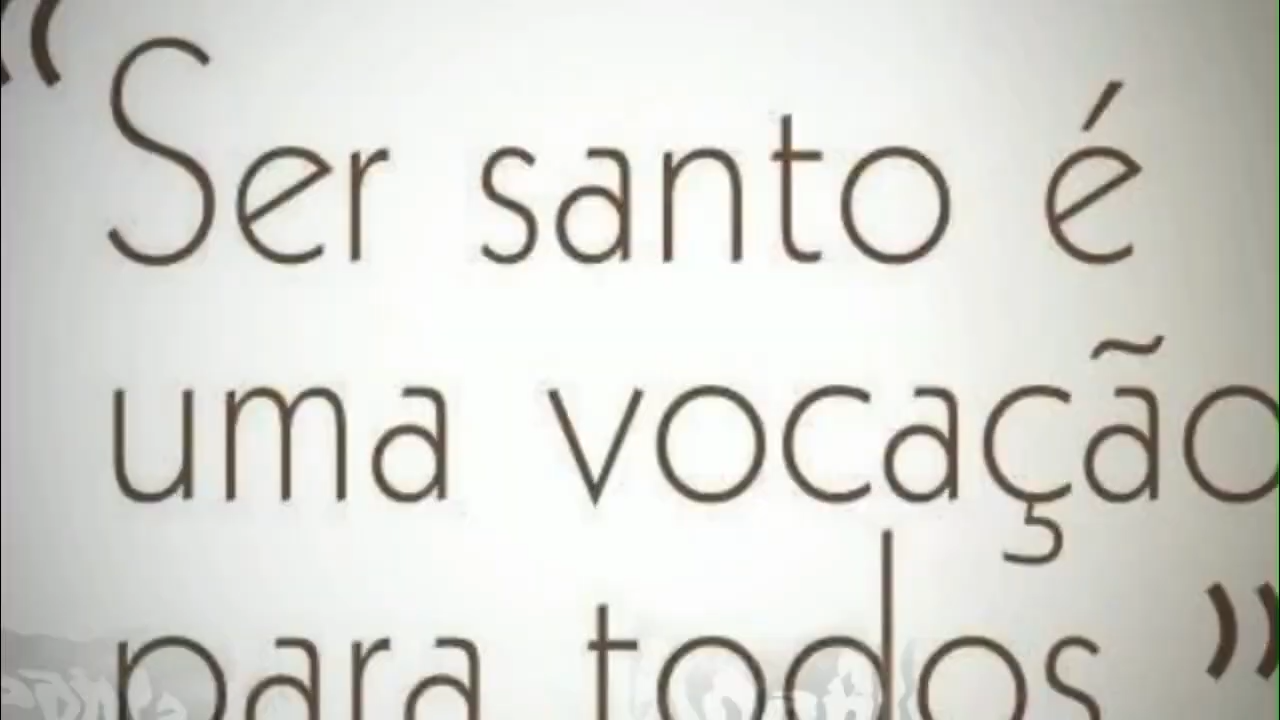 “Ser santo é
uma vocação
para todos”